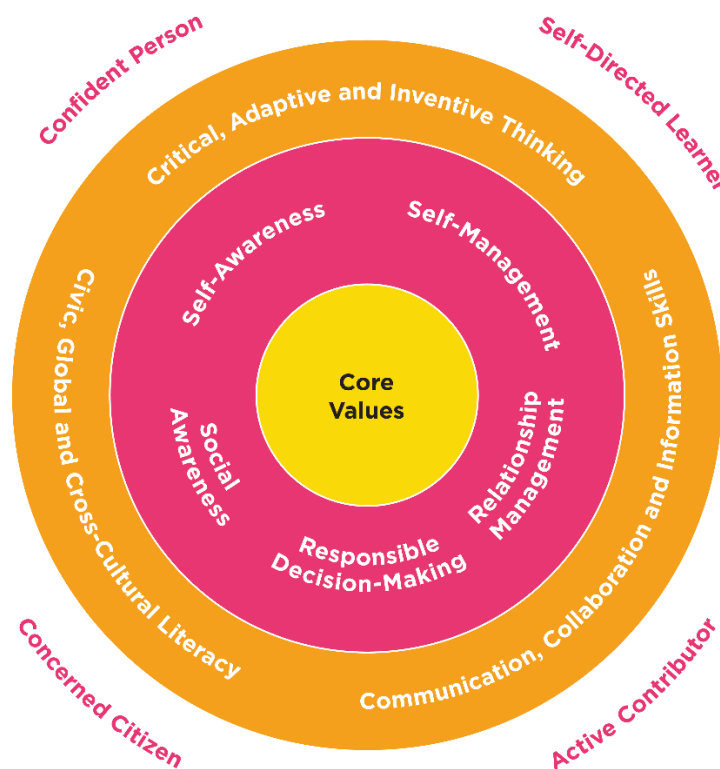 Confident Person
Self-Directed Learner
Critical, Adaptive and Inventive Thinking
Self-Awareness
Self-Management
Core
Values
Civic, Global and Cross-Cultural Literacy
Communication, Collaboration and Information Skills
Social
Awareness
Relationship
Management
Responsible
Decision-Making
Concerned Citizen
Active Contributor